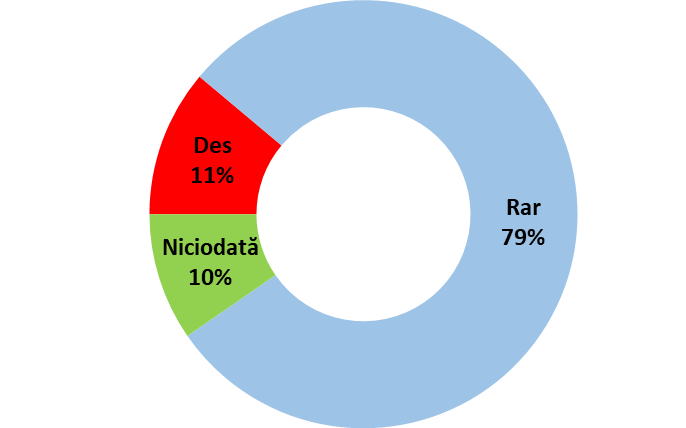 Des
11%
Rar
79%
Niciodată
10%